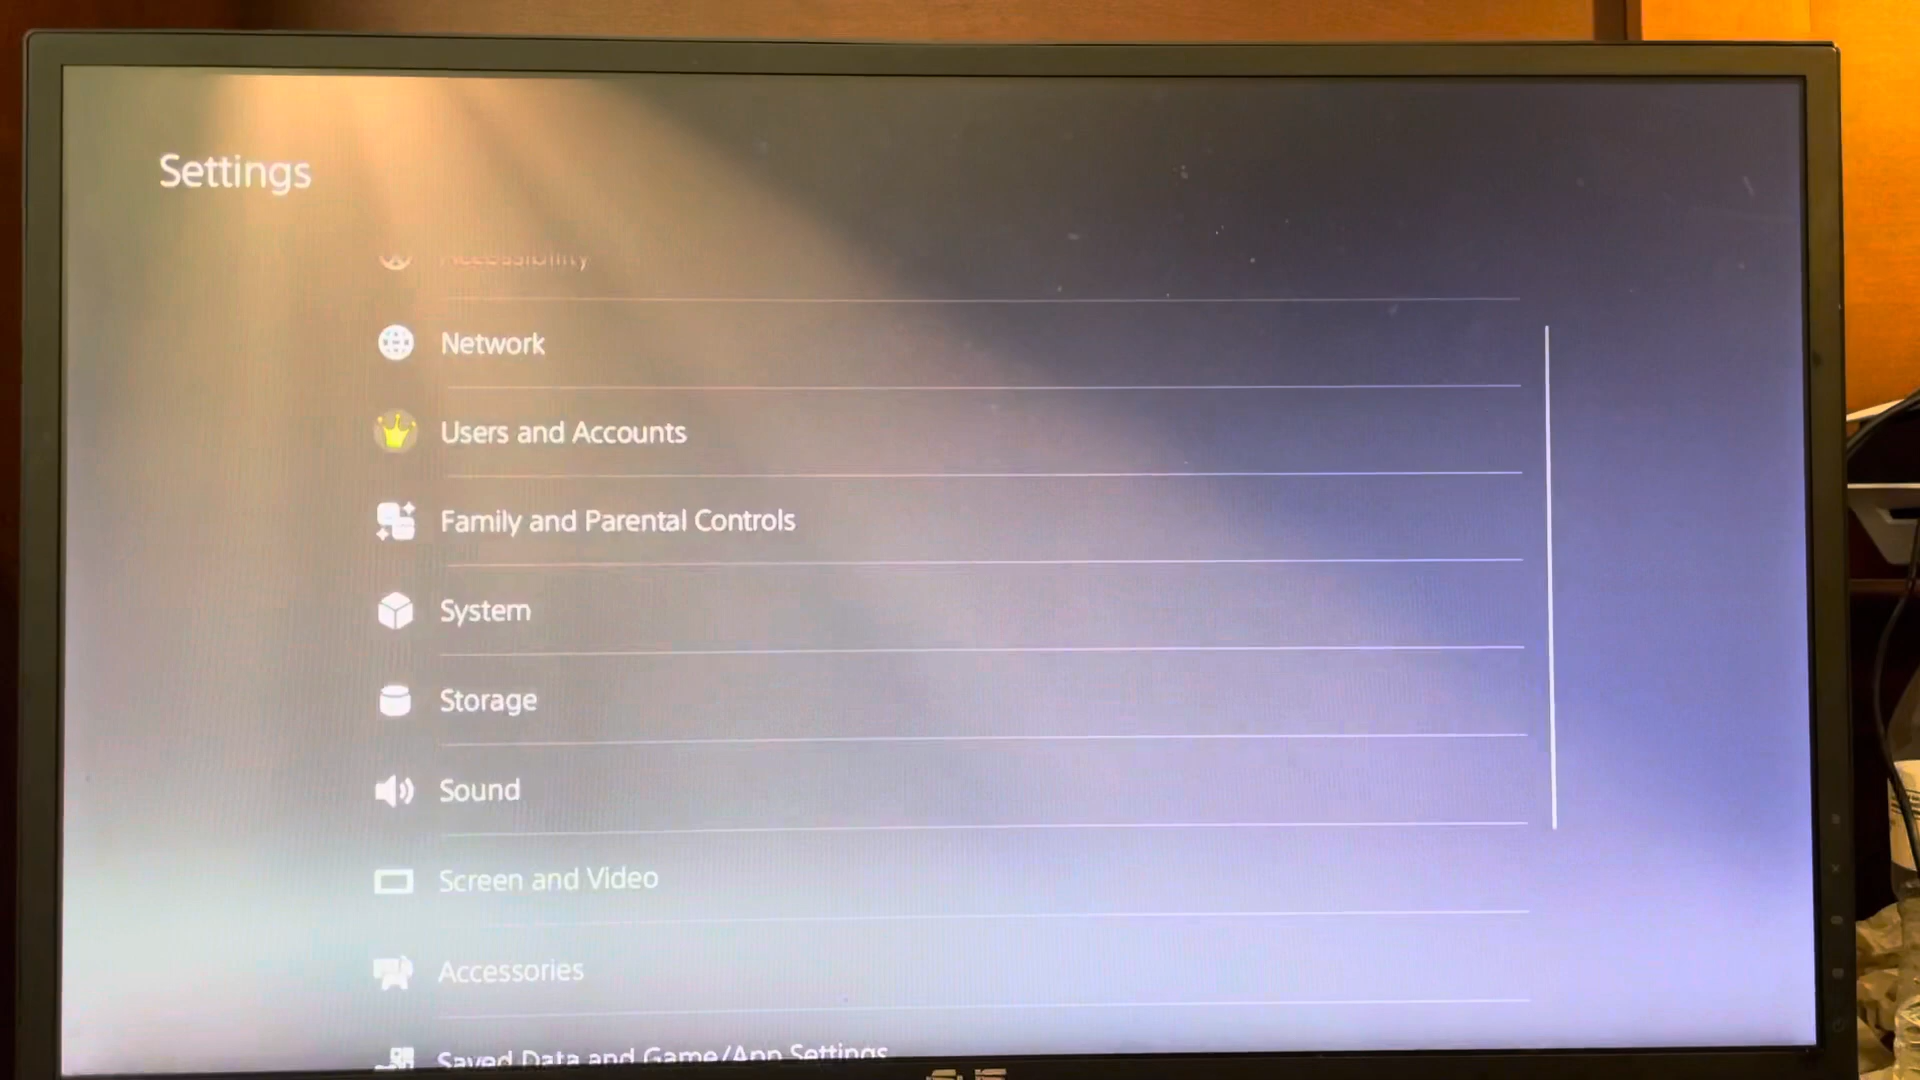 Settings
Accessibility
Network
Users and Accounts
Family and Parental Controls
System
Storage
Sound
Screen and Video
Accessories
Saved Data and Game/App Settings